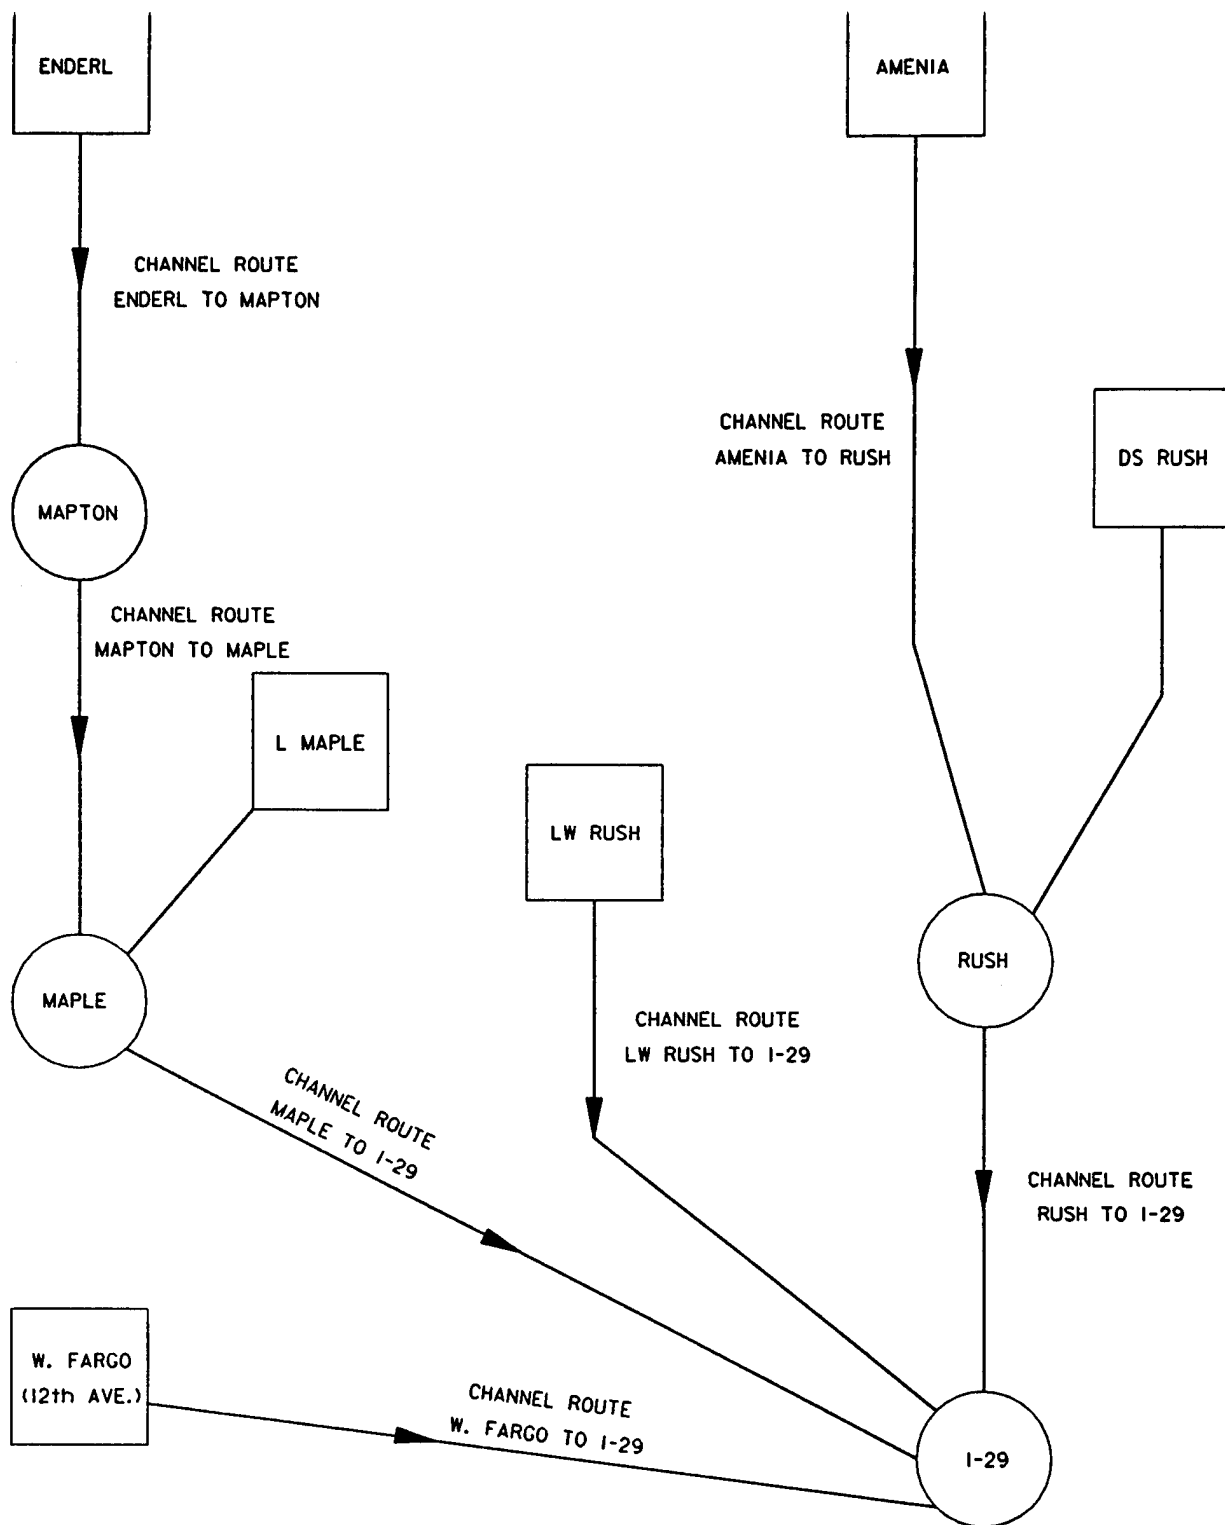 ENDERL
AMENIA
CHANNEL ROUTE
ENDERL TO MAPTON
CHANNEL ROUTE
AMENIA TO RUSH
DS RUSH
MAPTON
CHANNEL ROUTE
MAPTON TO MAPLE
L MAPLE
LW RUSH
RUSH
MAPLE
CHANNEL ROUTE
LW RUSH TO I-29
CHANNEL ROUTE
MAPLE TO I-29
CHANNEL ROUTE
RUSH TO I-29
W. FARGO
(12th AVE.)
CHANNEL ROUTE
W. FARGO TO I-29
I-29